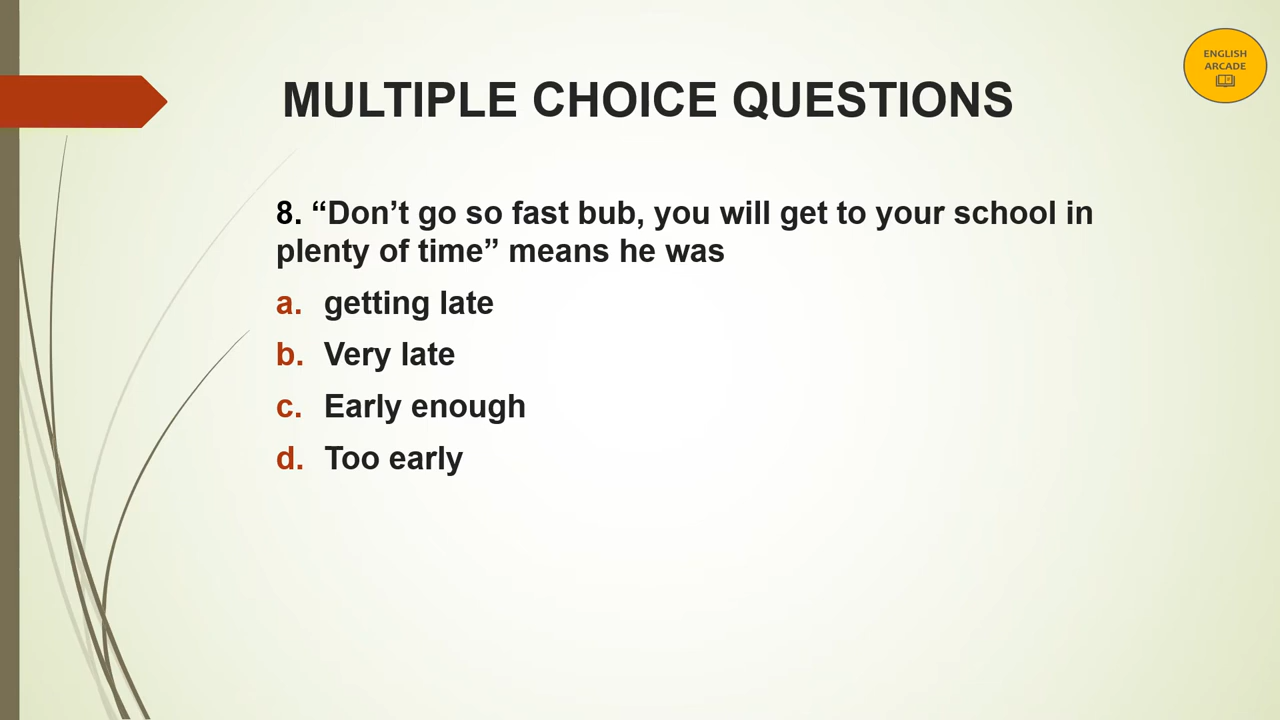 ENGLISH
ARCADE
MULTIPLE CHOICE QUESTIONS
8. “Don’t go so fast bub, you will get to your school in
plenty of time” means he was
a. getting late
b. Very late
c. Early enough
d. Too early